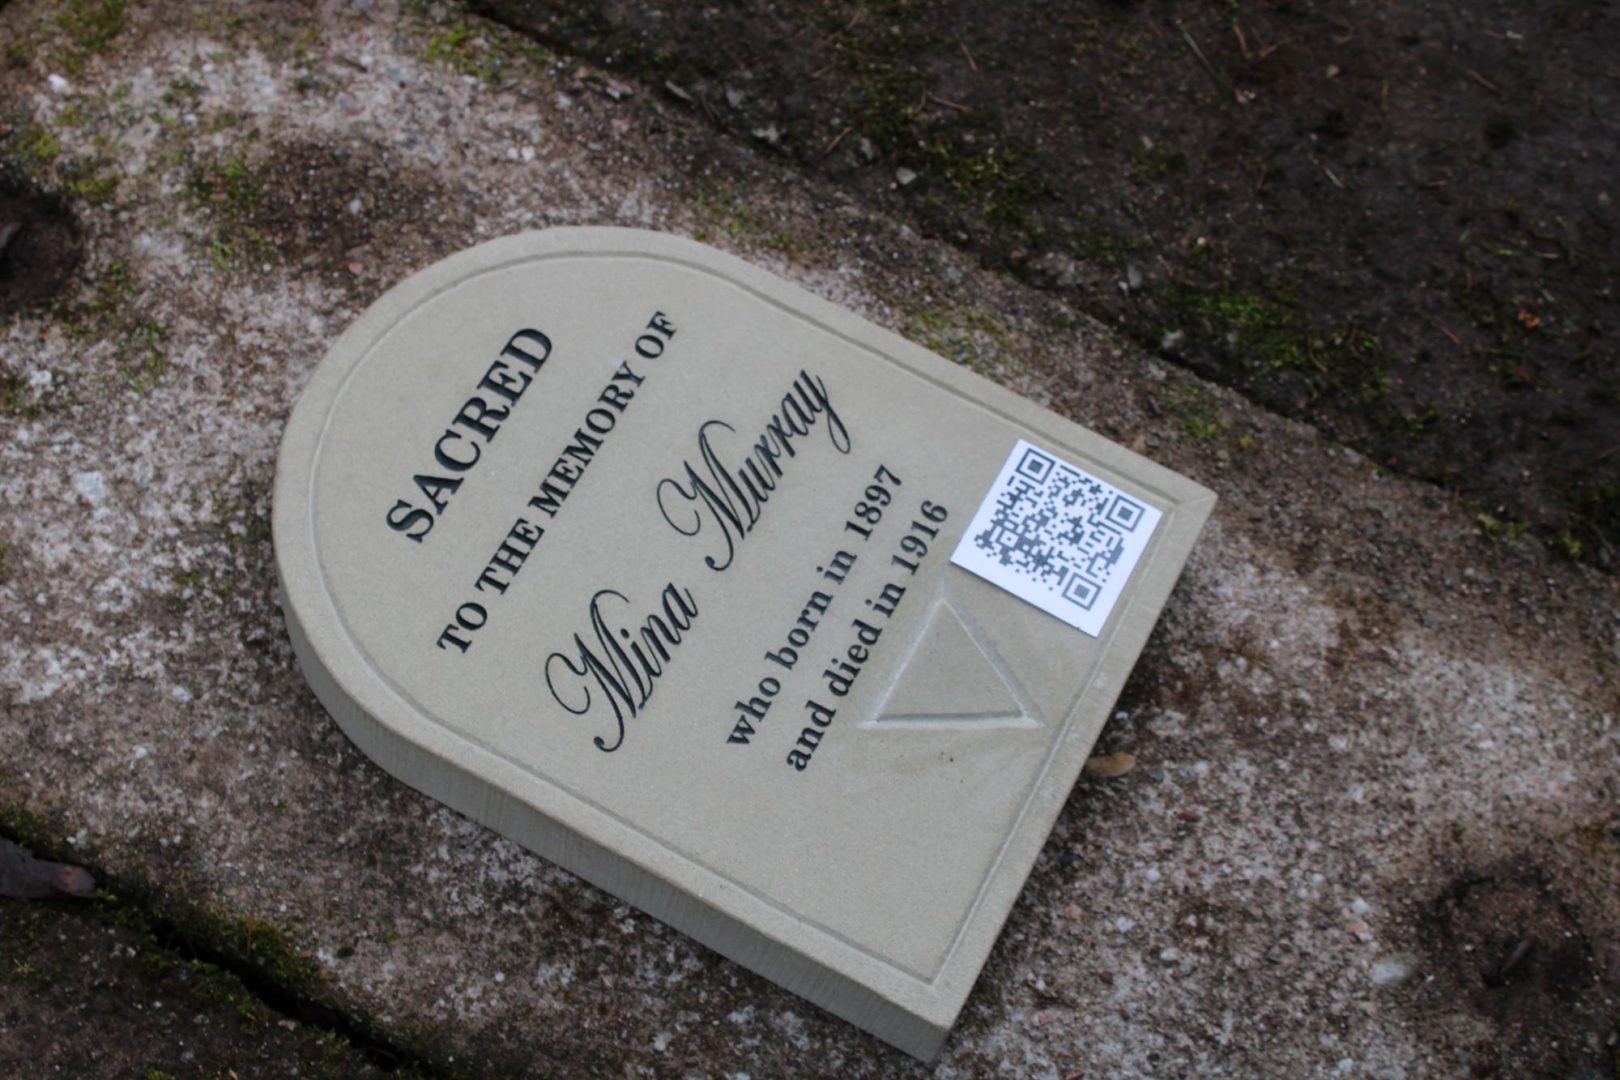 SACRED
TO THE MEMORY OF
Mina Murray
who born in 1897
and died in 1916